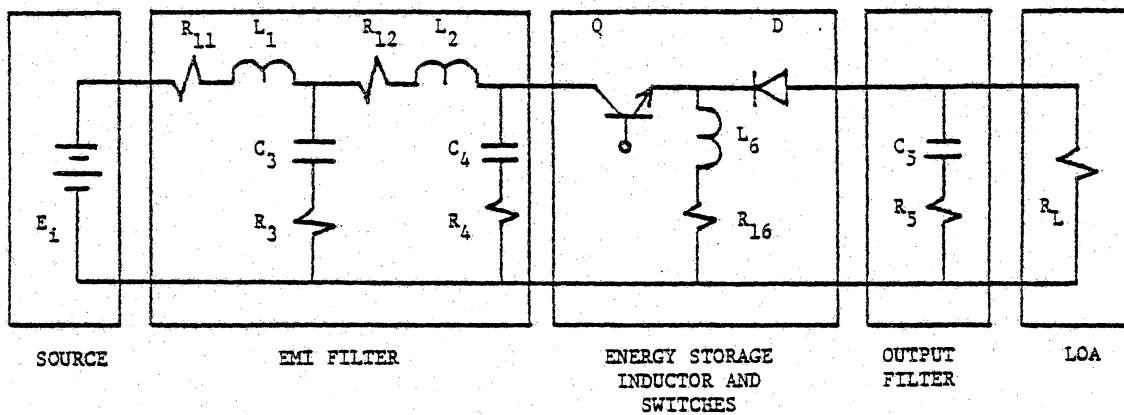 R11 L1 R12 L2 Q D
C3 C4 L6 C5
Ei R3 R4 R16 R5 RL
SOURCE EMI FILTER ENERGY STORAGE OUTPUT LOA
INDUCTOR AND FILTER
SWITCHES